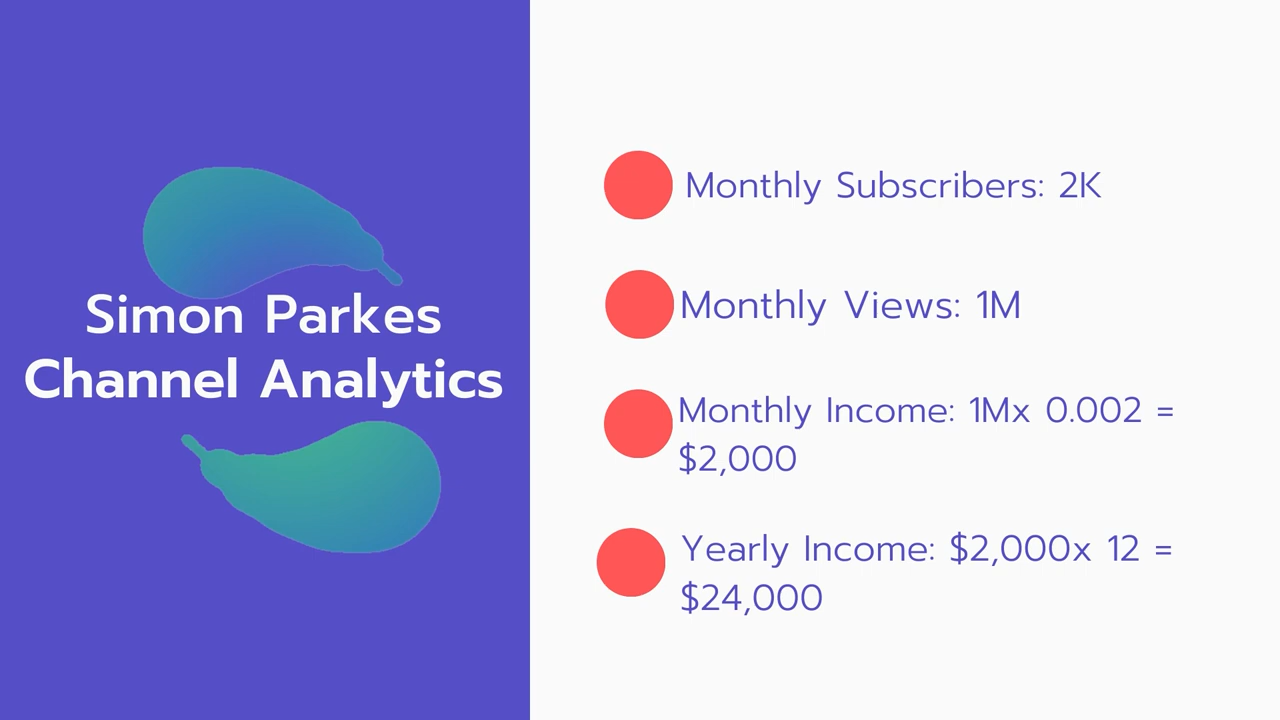 Simon Parkes
Channel Analytics
Monthly Subscribers: 2K
Monthly Views: 1M
Monthly Income: 1Mx 0.002 =
$2,000
Yearly Income: $2,000x 12 =
$24,000